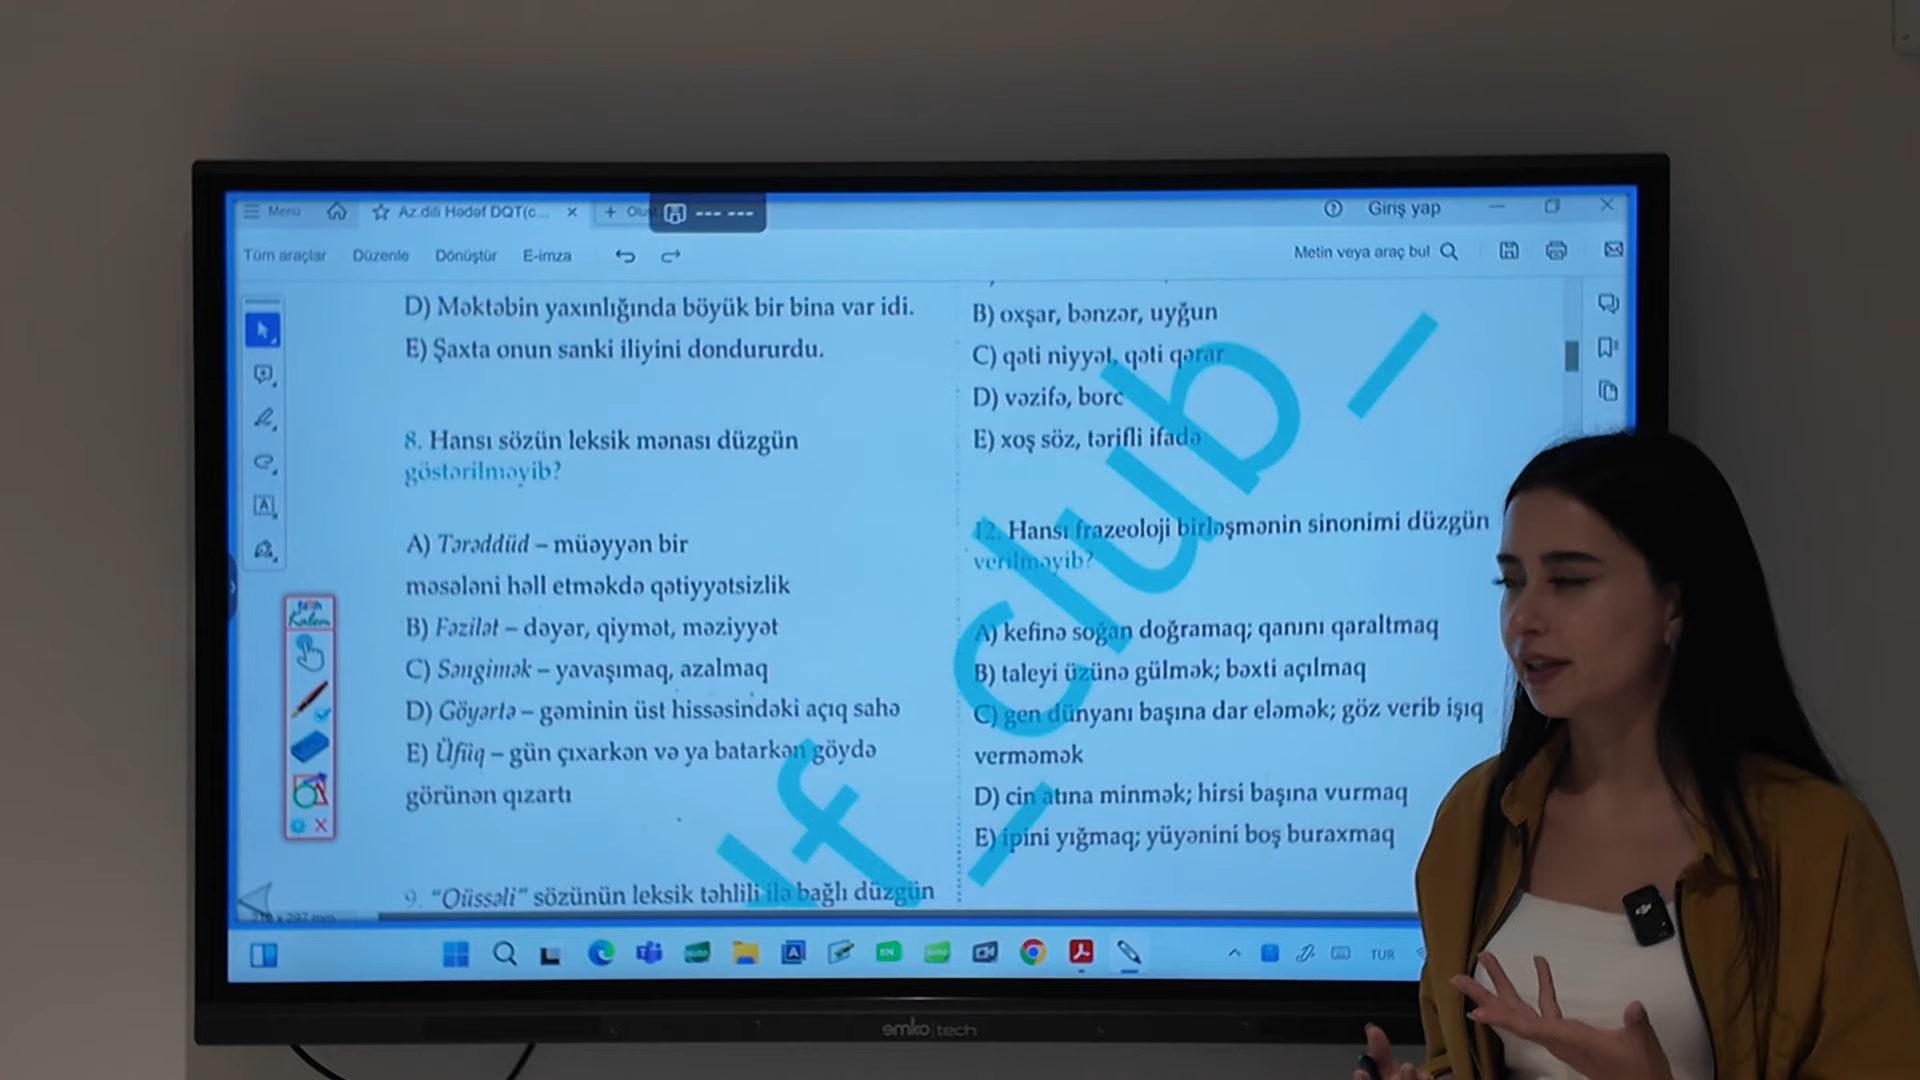 Menü
Az.dili Hədəf DQT(c...
Giriş yap
Tüm araçlar
Düzenle
Dönüştür
E-imza
Metin veya araç bul
D) Məktəbin yaxınlığında böyük bir bina var idi.
E) Şaxta onun sanki iliyini dondururdu.
8. Hansı sözün leksik mənası düzgün
göstərilməyib?
A) Tərəddüd – müəyyən bir
məsələni həll etməkdə qətiyyətsizlik
B) Fəzilət – dəyər, qiymət, məziyyət
C) Səngimək – yavaşımaq, azalmaq
D) Göyərtə – gəminin üst hissəsindəki açıq sahə
E) Üfüq – gün çıxarkən və ya batarkən göydə
görünən qızartı
9. "Qüssəli" sözünün leksik təhlili ilə bağlı düzgün
B) oxşar, bənzər, uyğun
C) qəti niyyət, qəti qərar
D) vəzifə, borc
E) xoş söz, tərifli ifadə
12. Hansı frazeoloji birləşmənin sinonimi düzgün
verilməyib?
A) kefinə soğan doğramaq; qanını qaraltmaq
B) taleyi üzünə gülmək; bəxti açılmaq
C) gen dünyanı başına dar eləmək; göz verib işıq
verməmək
D) cin atına minmək; hirsi başına vurmaq
E) ipini yığmaq; yüyənini boş buraxmaq
club –
Kalem
TUR
emko|tech